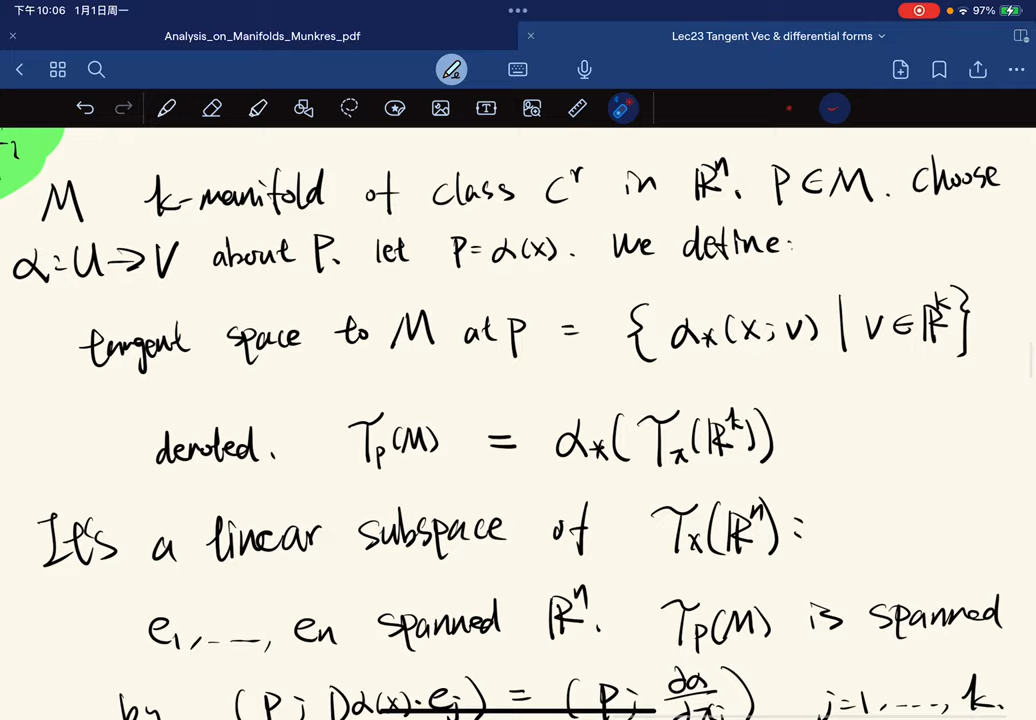 下午10:06 1月1日周一
97%
Analysis_on_Manifolds_Munkres_pdf
Lec23 Tangent Vec & differential forms
M k-manifold of class C^r in ℝ^n. P∈M. Choose
α: U → V about P. let P=α(x). We define:
tangent space to M at p = { α_*(x;v) | v∈ℝ^k }
denoted. T_p(M) = α_*(T_x(ℝ^k))
It's a linear subspace of T_x(ℝ^n):
e_1, ..., e_n spanned ℝ^n. T_p(M) is spanned
by (P; Dα(x)·e_j) = (P; ∂α/∂x_j) j=1, ..., k.